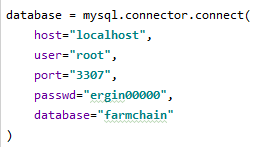 database = mysql.connector.connect(
    host="localhost",
    user="root",
    port="3307",
    passwd="ergin00000",
    database="farmchain"
)